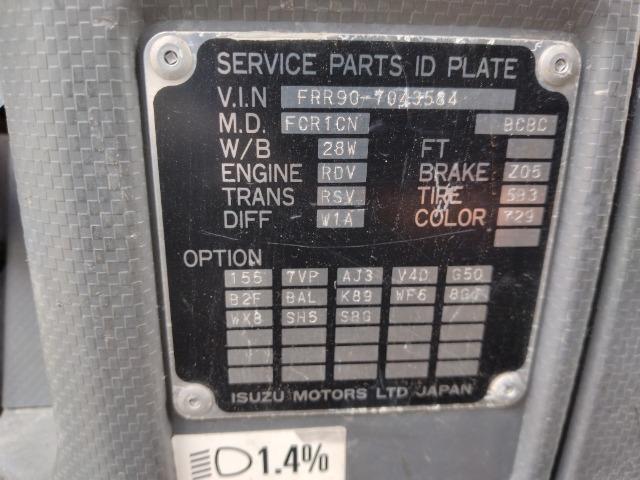 SERVICE PARTS ID PLATE
V.I.N FRR90-7043584
M.D. FCR1CN BCBC
W/B 28W FT
ENGINE RDV BRAKE Z05
TRANS RSV TIRE 593
DIFF W1A COLOR 729
OPTION
155 7VP AJ3 V4D G50
B2F BAL K89 WF6
WX8 SH5 S8G
ISUZU MOTORS LTD JAPAN
1.4%